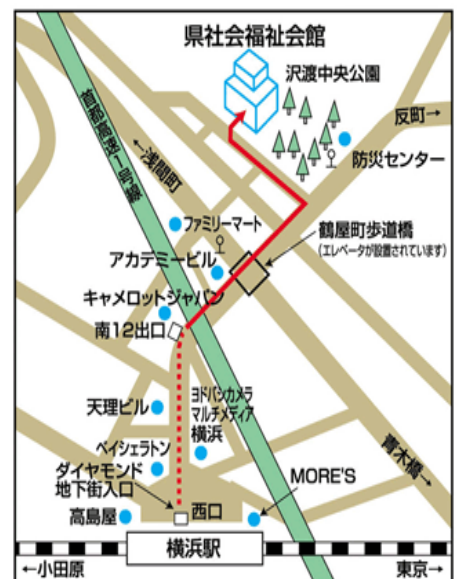 県社会福祉会館
沢渡中央公園
反町→
防災センター
首都高速1号線
←浅間町
ファミリーマート
鶴屋町歩道橋
(エレベータが設置されています)
アカデミービル
キャメロットジャパン
南12出口
天理ビル
ヨドバシカメラ
マルチメディア
横浜
ベイシェラトン
ダイヤモンド
地下街入口
MORE'S
青木橋→
高島屋
西口
横浜駅
←小田原
東京→